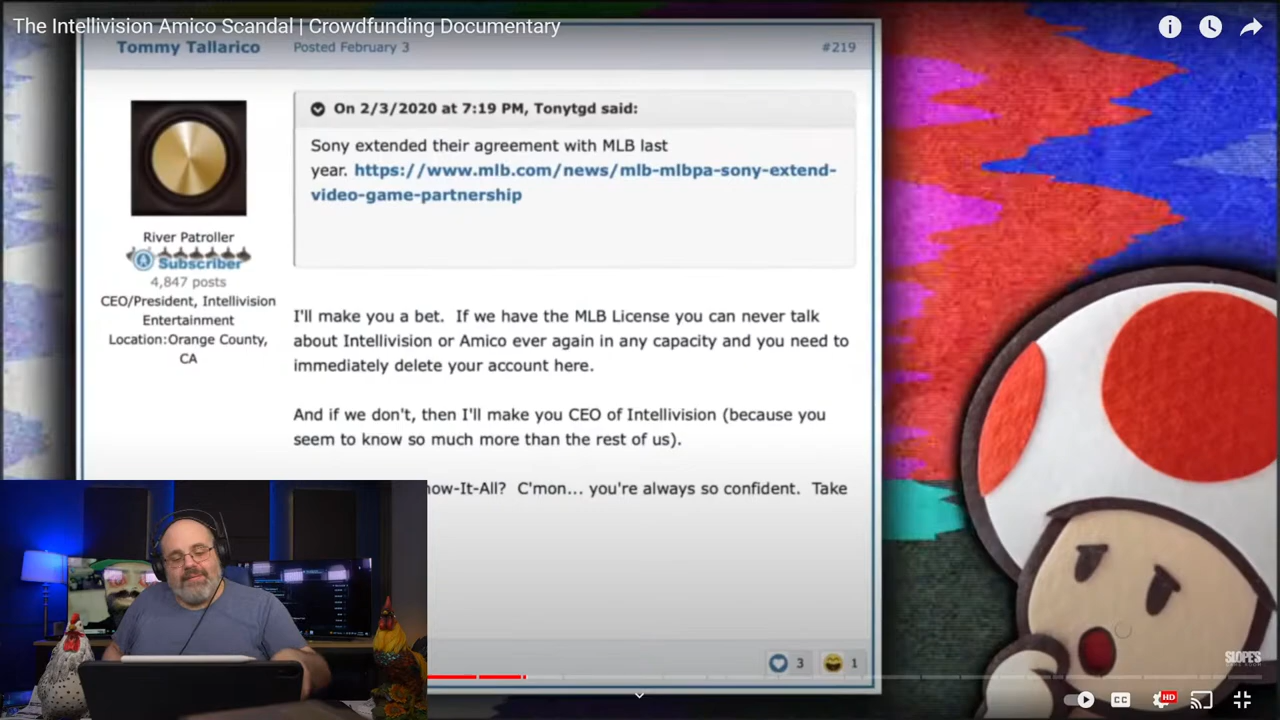 The Intellivision Amico Scandal | Crowdfunding Documentary
Tommy Tallarico
Posted February 3
#219
On 2/3/2020 at 7:19 PM, Tonytgd said:
Sony extended their agreement with MLB last
year. https://www.mlb.com/news/mlb-mlbpa-sony-extend-
video-game-partnership
River Patroller
Subscriber
4,847 posts
CEO/President, Intellivision
Entertainment
Location:Orange County,
CA
I'll make you a bet. If we have the MLB License you can never talk
about Intellivision or Amico ever again in any capacity and you need to
immediately delete your account here.
And if we don't, then I'll make you CEO of Intellivision (because you
seem to know so much more than the rest of us).
now-It-All? C'mon... you're always so confident. Take
3
1
SLOPES
GAME ROOM
CC
HD